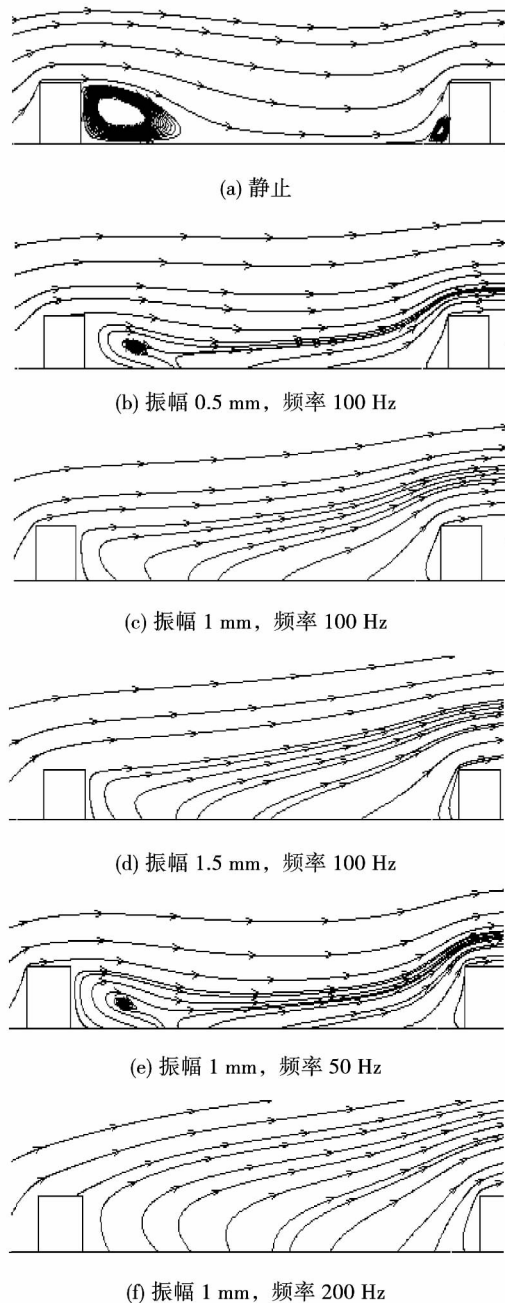 (a) 静止
(b) 振幅 0.5 mm，频率 100 Hz
(c) 振幅 1 mm，频率 100 Hz
(d) 振幅 1.5 mm，频率 100 Hz
(e) 振幅 1 mm，频率 50 Hz
(f) 振幅 1 mm，频率 200 Hz